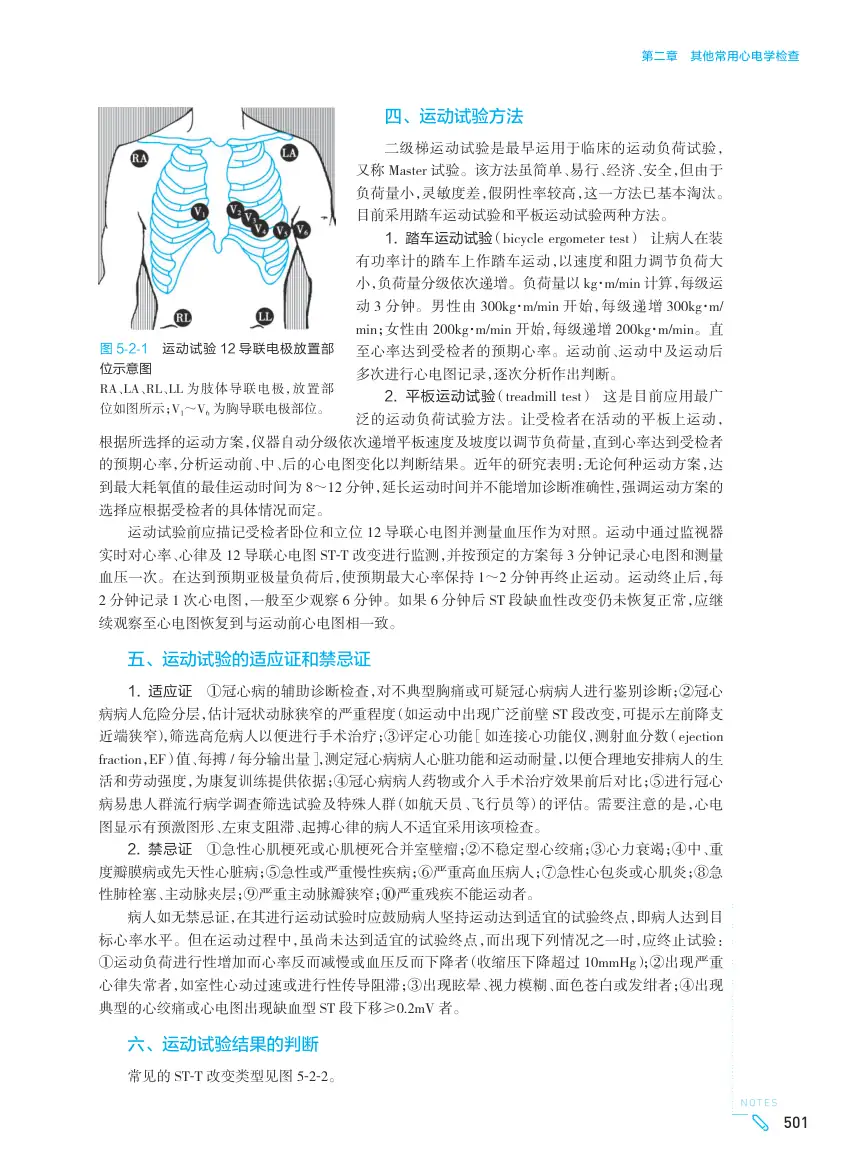 第二章 其他常用心电学检查
RA
LA
V1
V2
V3
V4
V5
V6
RL
LL
图 5-2-1 运动试验 12 导联电极放置部
位示意图
RA、LA、RL、LL 为肢体导联电极,放置部
位如图所示;V1~V6 为胸导联电极部位。
四、运动试验方法
二级梯运动试验是最早运用于临床的运动负荷试验,
又称 Master 试验。该方法虽简单、易行、经济、安全,但由于
负荷量小,灵敏度差,假阴性率较高,这一方法已基本淘汰。
目前采用踏车运动试验和平板运动试验两种方法。
1. 踏车运动试验(bicycle ergometer test) 让病人在装
有功率计的踏车上作踏车运动,以速度和阻力调节负荷大
小,负荷量分级依次递增。负荷量以 kg·m/min 计算,每级运
动 3 分钟。男性由 300kg·m/min 开始,每级递增 300kg·m/
min;女性由 200kg·m/min 开始,每级递增 200kg·m/min。直
至心率达到受检者的预期心率。运动前、运动中及运动后
多次进行心电图记录,逐次分析作出判断。
2. 平板运动试验(treadmill test) 这是目前应用最广
泛的运动负荷试验方法。让受检者在活动的平板上运动,
根据所选择的运动方案,仪器自动分级依次递增平板速度及坡度以调节负荷量,直到心率达到受检者
的预期心率,分析运动前、中、后的心电图变化以判断结果。近年的研究表明:无论何种运动方案,达
到最大耗氧值的最佳运动时间为 8~12 分钟,延长运动时间并不能增加诊断准确性,强调运动方案的
选择应根据受检者的具体情况而定。
运动试验前应描记受检者卧位和立位 12 导联心电图并测量血压作为对照。运动中通过监视器
实时对心率、心律及 12 导联心电图 ST-T 改变进行监测,并按预定的方案每 3 分钟记录心电图和测量
血压一次。在达到预期亚极量负荷后,使预期最大心率保持 1~2 分钟再终止运动。运动终止后,每
2 分钟记录 1 次心电图,一般至少观察 6 分钟。如果 6 分钟后 ST 段缺血性改变仍未恢复正常,应继
续观察至心电图恢复到与运动前心电图相一致。
五、运动试验的适应证和禁忌证
1. 适应证 ①冠心病的辅助诊断检查,对不典型胸痛或可疑冠心病病人进行鉴别诊断;②冠心
病病人危险分层,估计冠状动脉狭窄的严重程度(如运动中出现广泛前壁 ST 段改变,可提示左前降支
近端狭窄),筛选高危病人以便进行手术治疗;③评定心功能[如连接心功能仪,测射血分数(ejection
fraction,EF)值、每搏 / 每分输出量],测定冠心病病人心脏功能和运动耐量,以便合理地安排病人的生
活和劳动强度,为康复训练提供依据;④冠心病病人药物或介入手术治疗效果前后对比;⑤进行冠心
病易患人群流行病学调查筛选试验及特殊人群(如航天员、飞行员等)的评估。需要注意的是,心电
图显示有预激图形、左束支阻滞、起搏心律的病人不适宜采用该项检查。
2. 禁忌证 ①急性心肌梗死或心肌梗死合并室壁瘤;②不稳定型心绞痛;③心力衰竭;④中、重
度瓣膜病或先天性心脏病;⑤急性或严重慢性疾病;⑥严重高血压病人;⑦急性心包炎或心肌炎;⑧急
性肺栓塞、主动脉夹层;⑨严重主动脉瓣狭窄;⑩严重残疾不能运动者。
病人如无禁忌证,在其进行运动试验时应鼓励病人坚持运动达到适宜的试验终点,即病人达到目
标心率水平。但在运动过程中,虽尚未达到适宜的试验终点,而出现下列情况之一时,应终止试验:
①运动负荷进行性增加而心率反而减慢或血压反而下降者(收缩压下降超过 10mmHg);②出现严重
心律失常者,如室性心动过速或进行性传导阻滞;③出现眩晕、视力模糊、面色苍白或发绀者;④出现
典型的心绞痛或心电图出现缺血型 ST 段下移≥0.2mV 者。
六、运动试验结果的判断
常见的 ST-T 改变类型见图 5-2-2。
NOTES
501